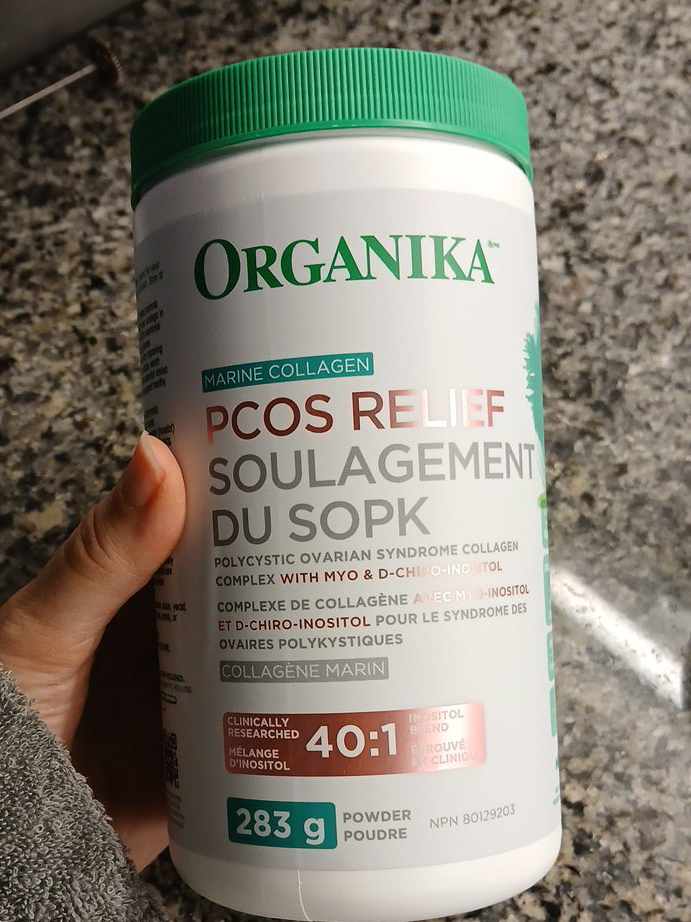 ORGANIKA
MARINE COLLAGEN
PCOS RELIEF
SOULAGEMENT
DU SOPK
POLYCYSTIC OVARIAN SYNDROME COLLAGEN
COMPLEX WITH MYO & D-CHIRO-INOSITOL
COMPLEXE DE COLLAGÈNE AVEC MYO-INOSITOL
ET D-CHIRO-INOSITOL POUR LE SYNDROME DES
OVAIRES POLYKYSTIQUES
COLLAGÈNE MARIN
CLINICALLY
RESEARCHED
MÉLANGE
D'INOSITOL
40:1
INOSITOL
BLEND
ÉPROUVÉ
EN CLINIQUE
283 g
POWDER
POUDRE
NPN 80129203